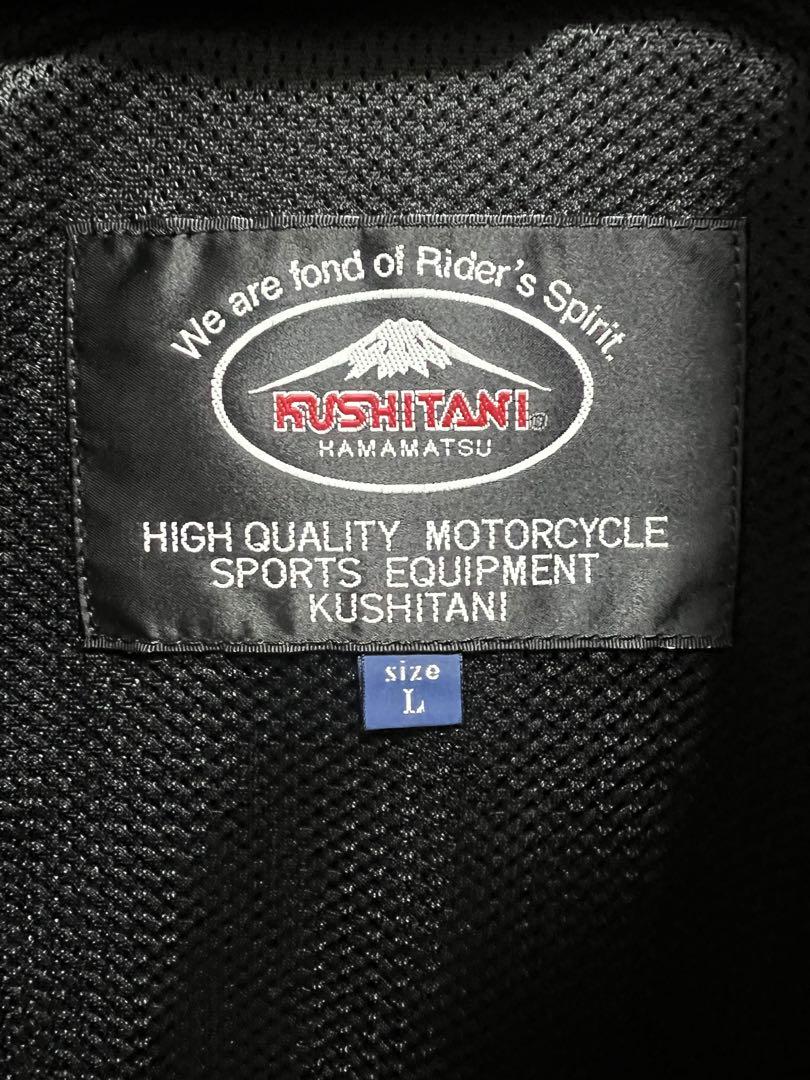 We are fond of Rider's Spirit.
KUSHITANI®
HAMAMATSU
HIGH QUALITY MOTORCYCLE
SPORTS EQUIPMENT
KUSHITANI
size
L